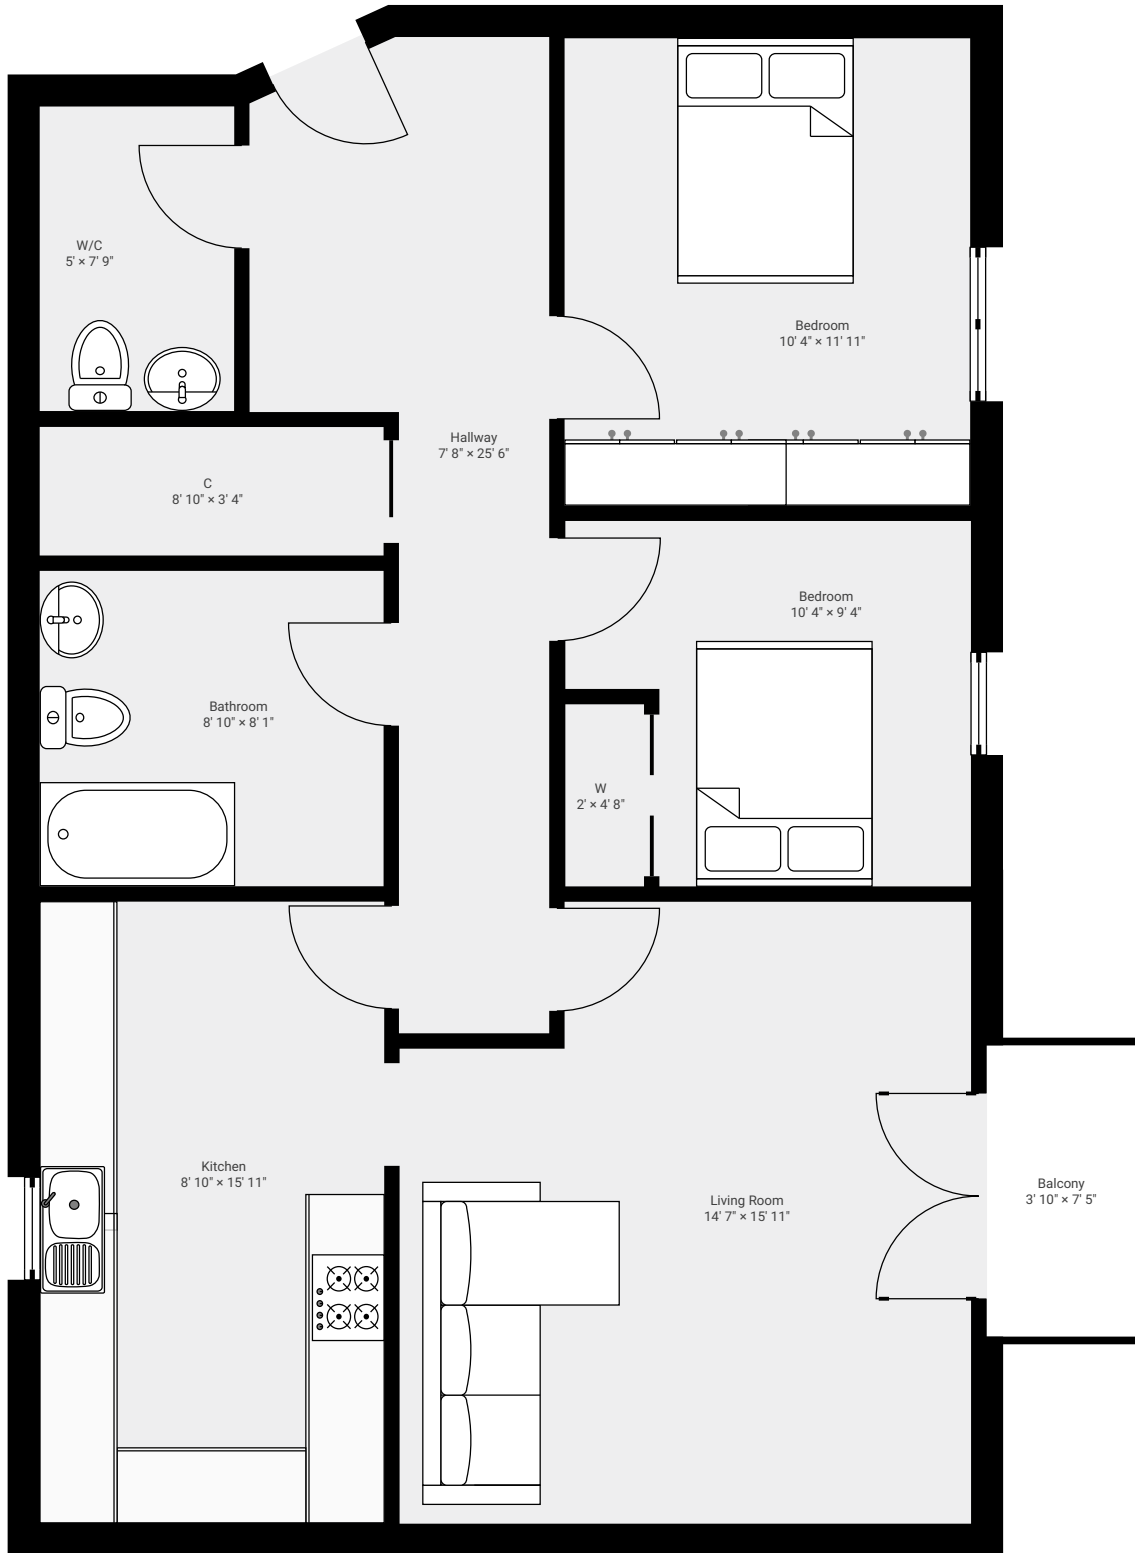 W/C
5' × 7' 9"
Bedroom
10' 4" × 11' 11"
Hallway
7' 8" × 25' 6"
C
8' 10" × 3' 4"
Bedroom
10' 4" × 9' 4"
Bathroom
8' 10" × 8' 1"
W
2' × 4' 8"
Kitchen
8' 10" × 15' 11"
Living Room
14' 7" × 15' 11"
Balcony
3' 10" × 7' 5"